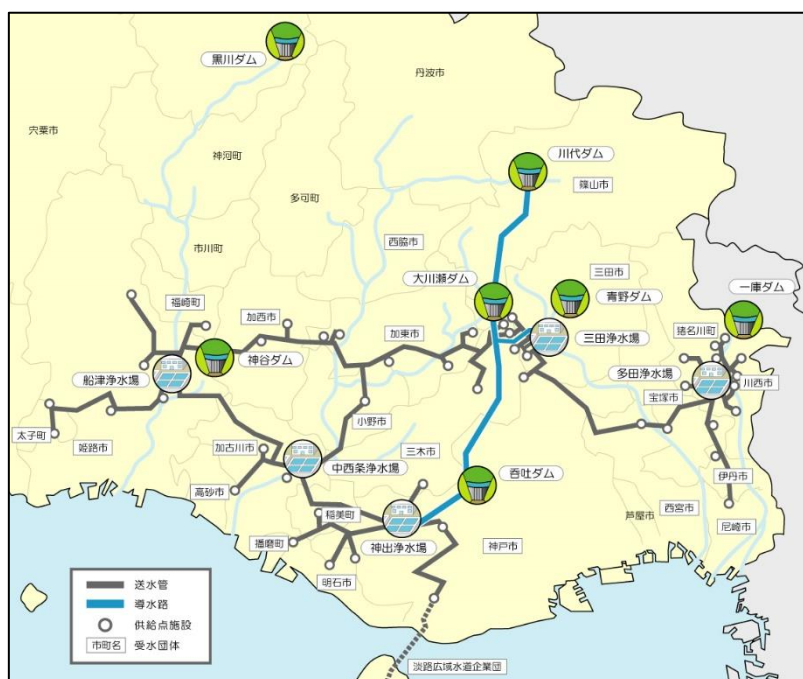 黒川ダム
丹波市
宍粟市
神河町
川代ダム
篠山市
多可町
市川町
西脇市
大川瀬ダム
三田市
青野ダム
一庫ダム
福崎町
加西市
加東市
三田浄水場
猪名川町
神谷ダム
船津浄水場
多田浄水場
川西市
宝塚市
小野市
太子町
姫路市
加古川市
三木市
中西条浄水場
呑吐ダム
伊丹市
高砂市
稲美町
芦屋市
西宮市
尼崎市
播磨町
神出浄水場
神戸市
明石市
送水管
導水路
供給点施設
市町名 受水団体
淡路広域水道企業団